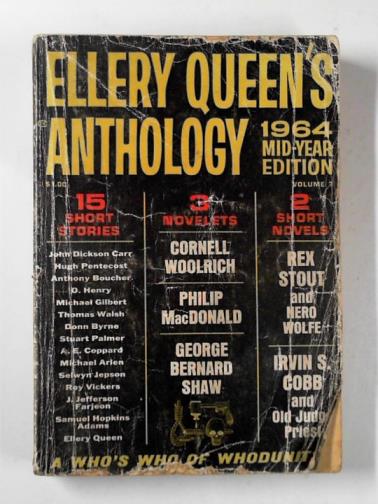 ELLERY QUEEN'S
ANTHOLOGY
1964
MID-YEAR
EDITION
$1.00
VOLUME 7
15
SHORT
STORIES
John Dickson Carr
Hugh Pentecost
Anthony Boucher
O. Henry
Michael Gilbert
Thomas Walsh
Donn Byrne
Stuart Palmer
A. E. Coppard
Michael Arlen
Selwyn Jepson
Roy Vickers
J. Jefferson
Farjeon
Samuel Hopkins
Adams
Ellery Queen
3
NOVELETS
CORNELL
WOOLRICH
PHILIP
MacDONALD
GEORGE
BERNARD
SHAW
2
SHORT
NOVELS
REX
STOUT
and
NERO
WOLFE
IRVIN S.
COBB
and
Old Judge
Priest
A WHO'S WHO OF WHODUNIT